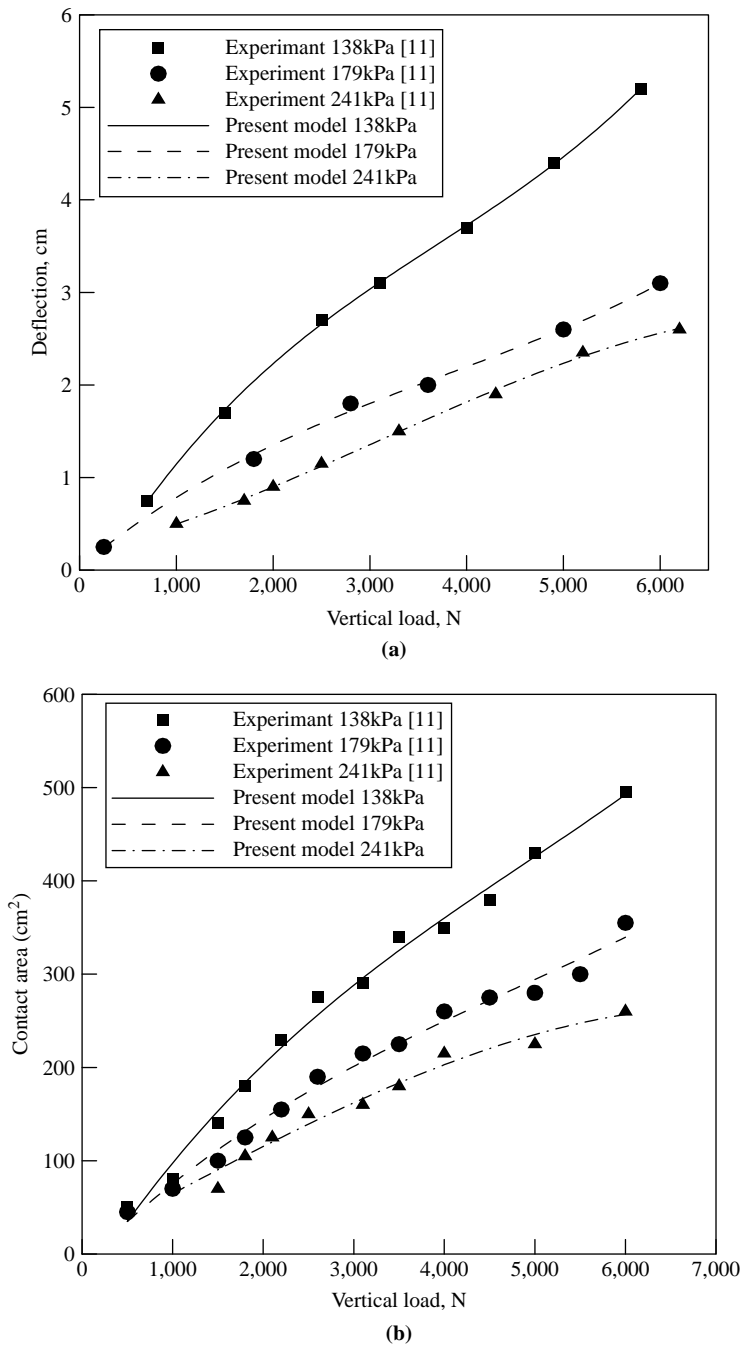 6
5
4
3
2
1
0
Deflection, cm
Experimant 138kPa [11]
Experiment 179kPa [11]
Experiment 241kPa [11]
Present model 138kPa
Present model 179kPa
Present model 241kPa
0 1,000 2,000 3,000 4,000 5,000 6,000
Vertical load, N
(a)
600
500
400
300
200
100
0
Contact area (cm²)
Experimant 138kPa [11]
Experiment 179kPa [11]
Experiment 241kPa [11]
Present model 138kPa
Present model 179kPa
Present model 241kPa
0 1,000 2,000 3,000 4,000 5,000 6,000 7,000
Vertical load, N
(b)